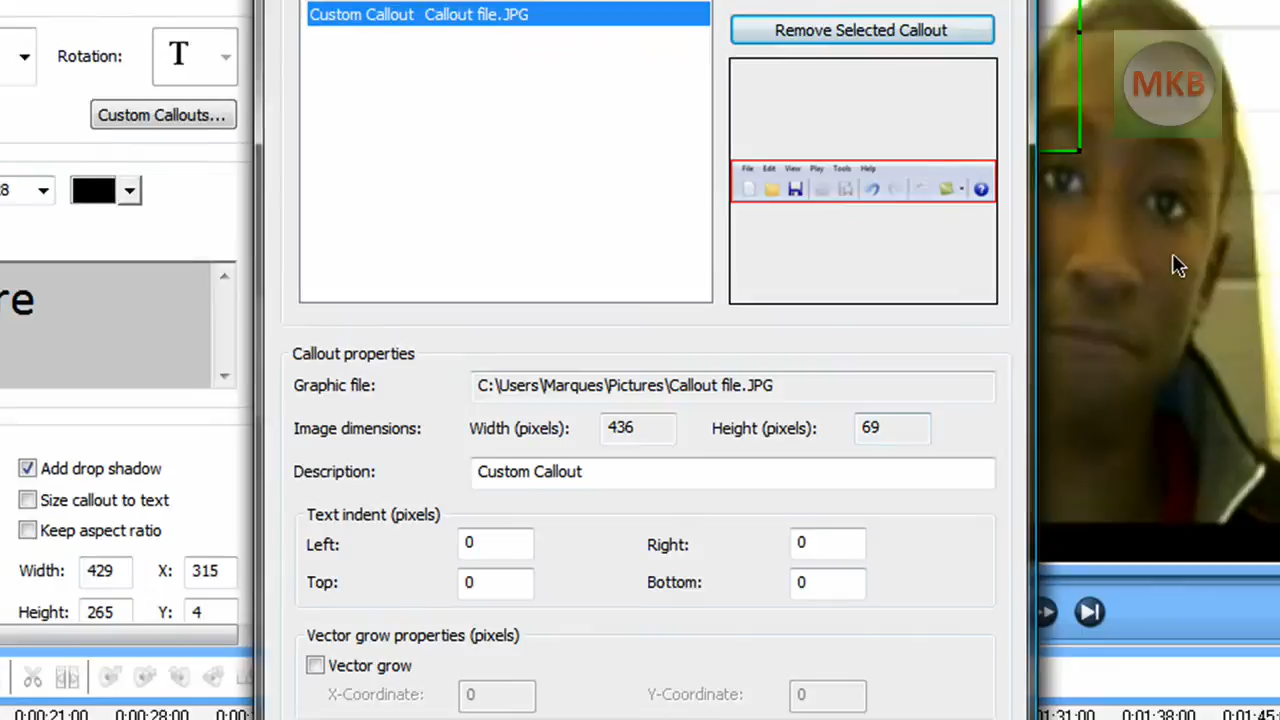 Custom Callout Callout file.JPG
Remove Selected Callout
Rotation:
T
Custom Callouts...
MKB
File Edit View Play Tools Help
re
Callout properties
Graphic file:
C:\Users\Marques\Pictures\Callout file.JPG
Image dimensions:
Width (pixels):
436
Height (pixels):
69
Description:
Custom Callout
Add drop shadow
Size callout to text
Keep aspect ratio
Width:
429
X:
315
Height:
265
Y:
4
Text indent (pixels)
Left:
0
Right:
0
Top:
0
Bottom:
0
Vector grow properties (pixels)
Vector grow
X-Coordinate:
0
Y-Coordinate:
0
0:00:21:00
0:00:28:00
01:31:00
0:01:38:00